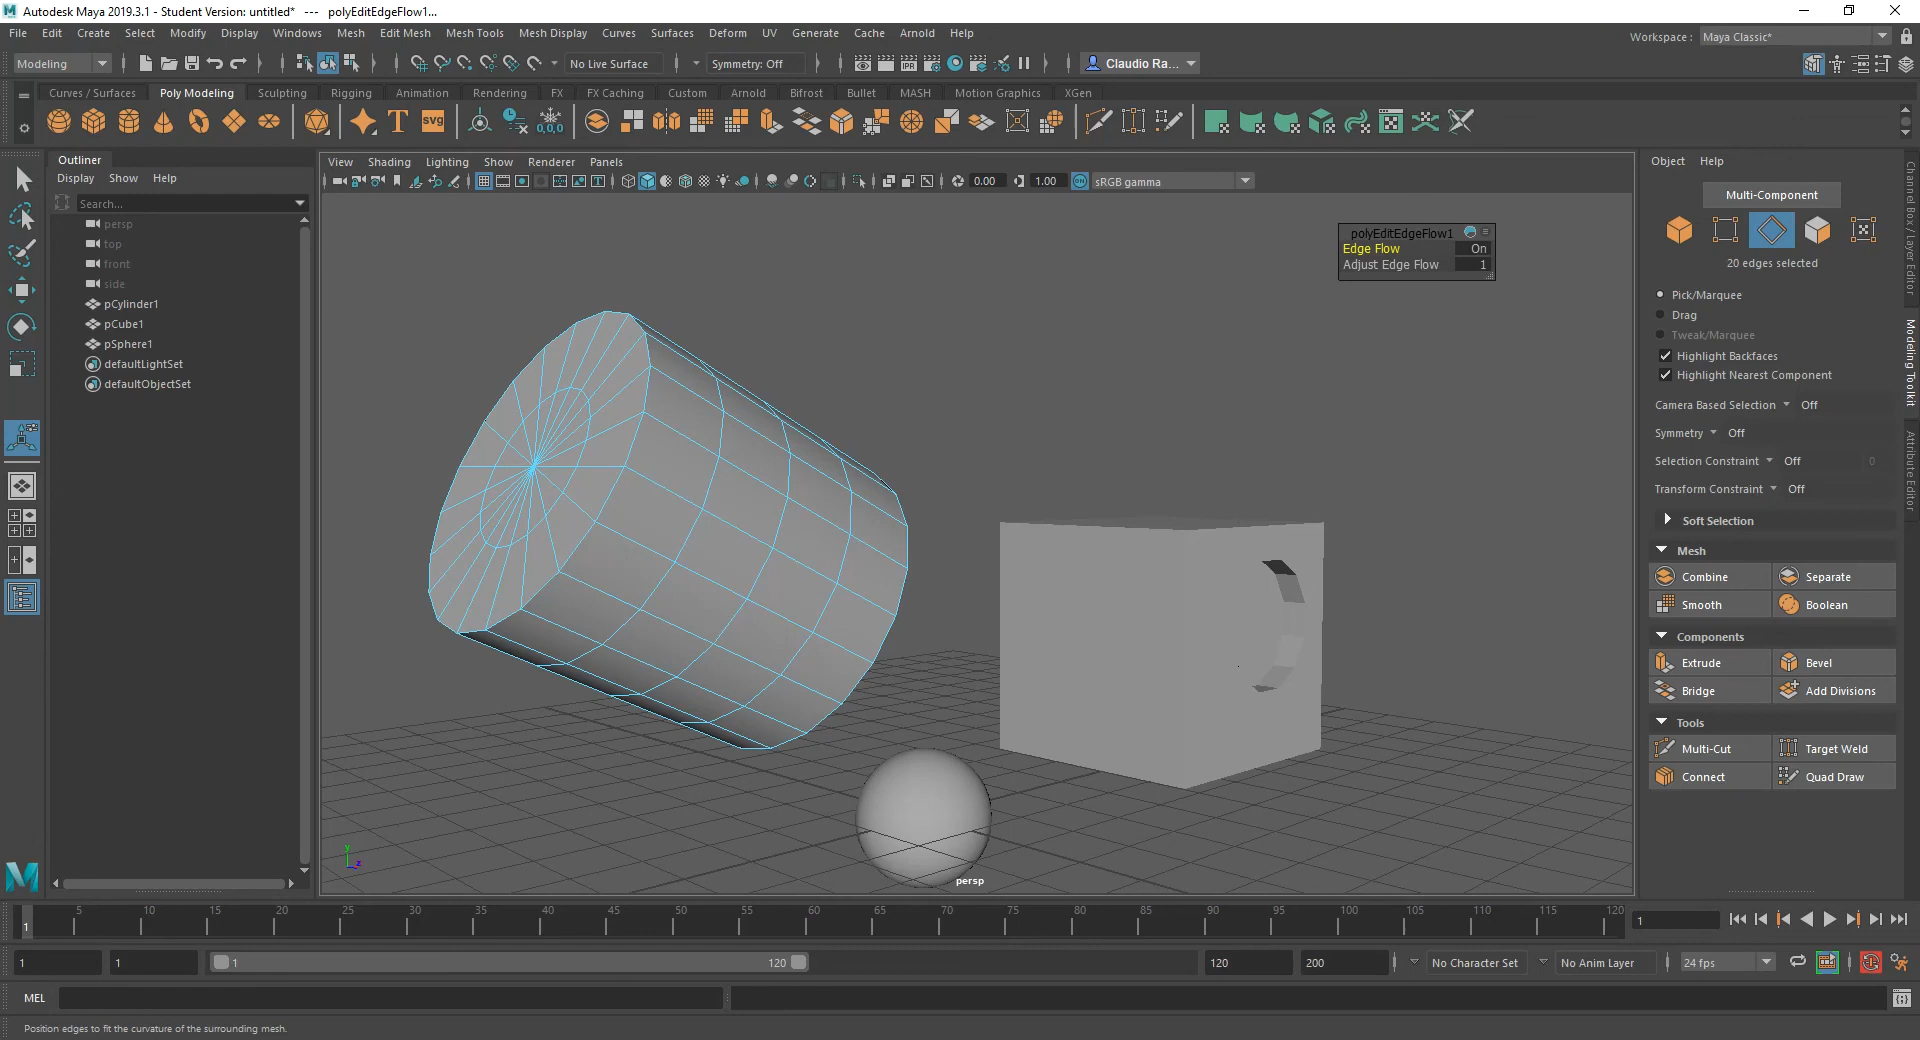 Autodesk Maya 2019.3.1 - Student Version: untitled*   ---   polyEditEdgeFlow1...
File Edit Create Select Modify Display Windows Mesh Edit Mesh Mesh Tools Mesh Display Curves Surfaces Deform UV Generate Cache Arnold Help
Workspace : Maya Classic*
Modeling No Live Surface Symmetry: Off IPR Claudio Ra...
Curves / Surfaces Poly Modeling Sculpting Rigging Animation Rendering FX FX Caching Custom Arnold Bifrost Bullet MASH Motion Graphics XGen
T svg 0,0,0
Outliner
Display Show Help
Search...
persp
top
front
side
pCylinder1
pCube1
pSphere1
defaultLightSet
defaultObjectSet
View Shading Lighting Show Renderer Panels
0.00 1.00 ON sRGB gamma
polyEditEdgeFlow1
Edge Flow On
Adjust Edge Flow 1
y
z
persp
Object Help
Multi-Component
20 edges selected
Pick/Marquee
Drag
Tweak/Marquee
Highlight Backfaces
Highlight Nearest Component
Camera Based Selection Off
Symmetry Off
Selection Constraint Off 0
Transform Constraint Off
Soft Selection
Mesh
Combine Separate
Smooth Boolean
Components
Extrude Bevel
Bridge Add Divisions
Tools
Multi-Cut Target Weld
Connect Quad Draw
Channel Box / Layer Editor
Modeling Toolkit
Attribute Editor
5 10 15 20 25 30 35 40 45 50 55 60 65 70 75 80 85 90 95 100 105 110 115 120
1 1
1 1 1 120 120 200 No Character Set No Anim Layer 24 fps
MEL
Position edges to fit the curvature of the surrounding mesh.